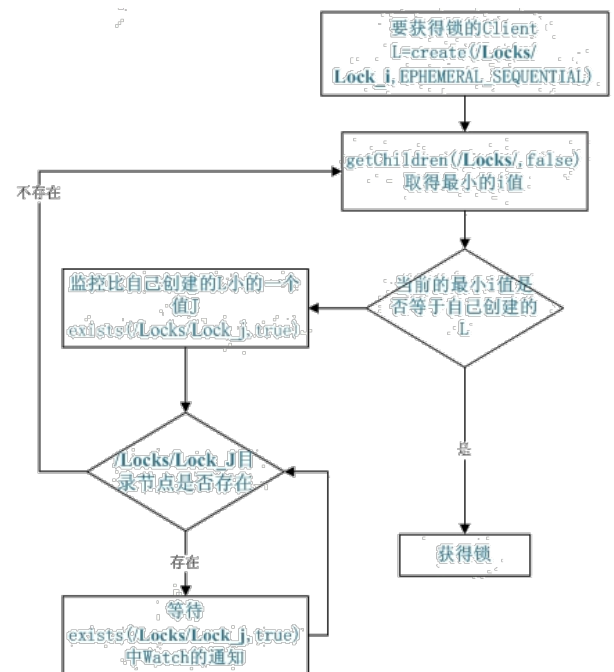 要获得锁的Client
L=create(/Locks/
Lock_i,EPHEMERAL_SEQUENTIAL)
getChildren(/Locks/,false)
取得最小的i值
不存在
当前的最小i值是
否等于自己创建的
L
监控比自己创建的L小的一个
值J
exists(/Locks/Lock_j,true)
/Locks/Lock_J目
录节点是否存在
是
存在
获得锁
等待
exists(/Locks/Lock_j,true)
中Watch的通知